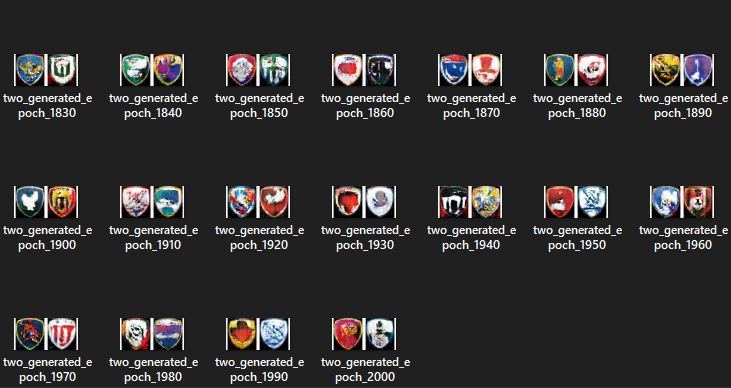 two_generated_e two_generated_e two_generated_e two_generated_e two_generated_e two_generated_e two_generated_e
poch_1830 poch_1840 poch_1850 poch_1860 poch_1870 poch_1880 poch_1890
two_generated_e two_generated_e two_generated_e two_generated_e two_generated_e two_generated_e two_generated_e
poch_1900 poch_1910 poch_1920 poch_1930 poch_1940 poch_1950 poch_1960
two_generated_e two_generated_e two_generated_e two_generated_e
poch_1970 poch_1980 poch_1990 poch_2000